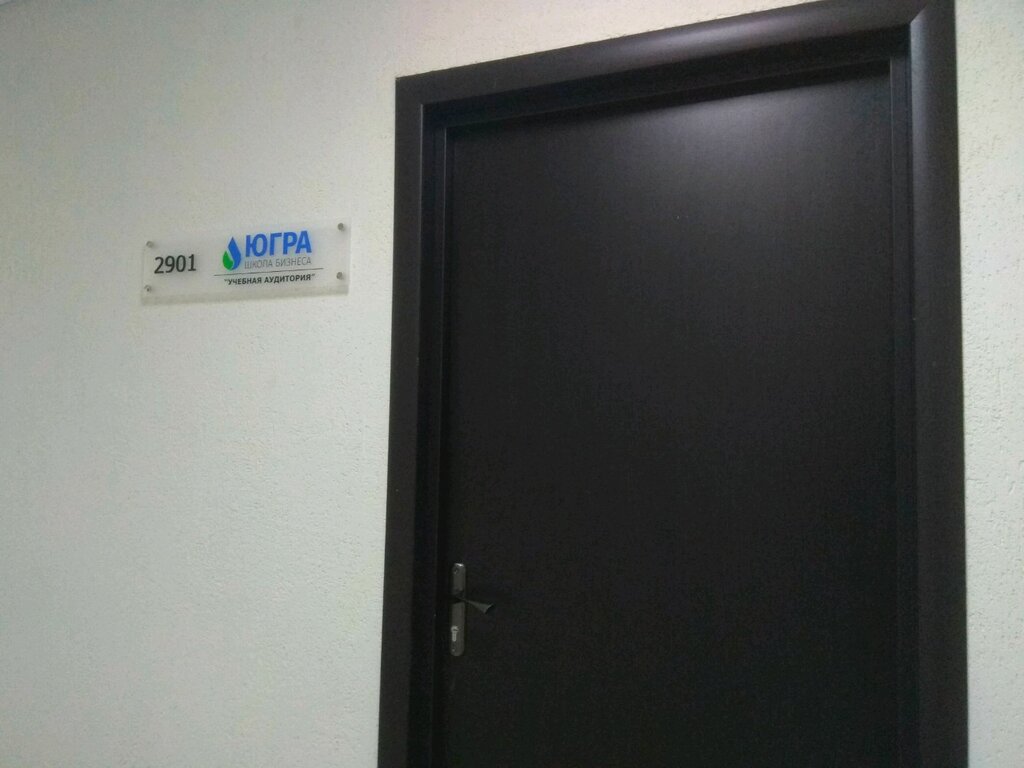 2901
ЮГРА
ШКОЛА БИЗНЕСА
"УЧЕБНАЯ АУДИТОРИЯ"